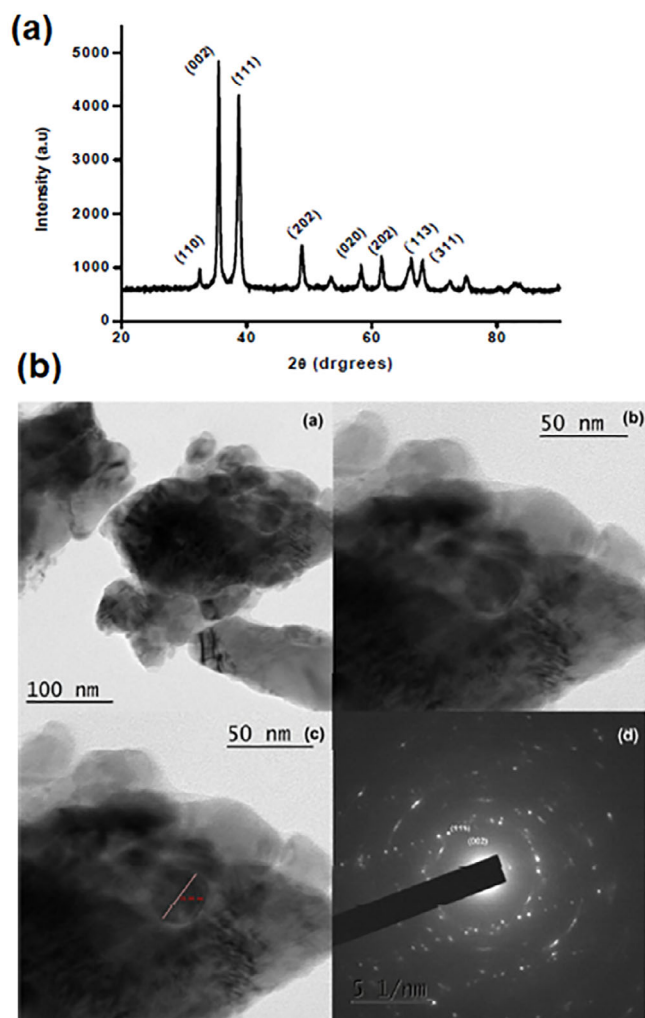 (a)
5000
4000
3000
2000
1000
0
Intensity (a.u)
(110)
(002)
(111)
(̄202)
(020)
(202)
(̄113)
(̄311)
20
40
60
80
2θ (drgrees)
(b)
(a)
100 nm
(b)
50 nm
50 nm
(c)
(d)
(111)
(002)
5 1/nm